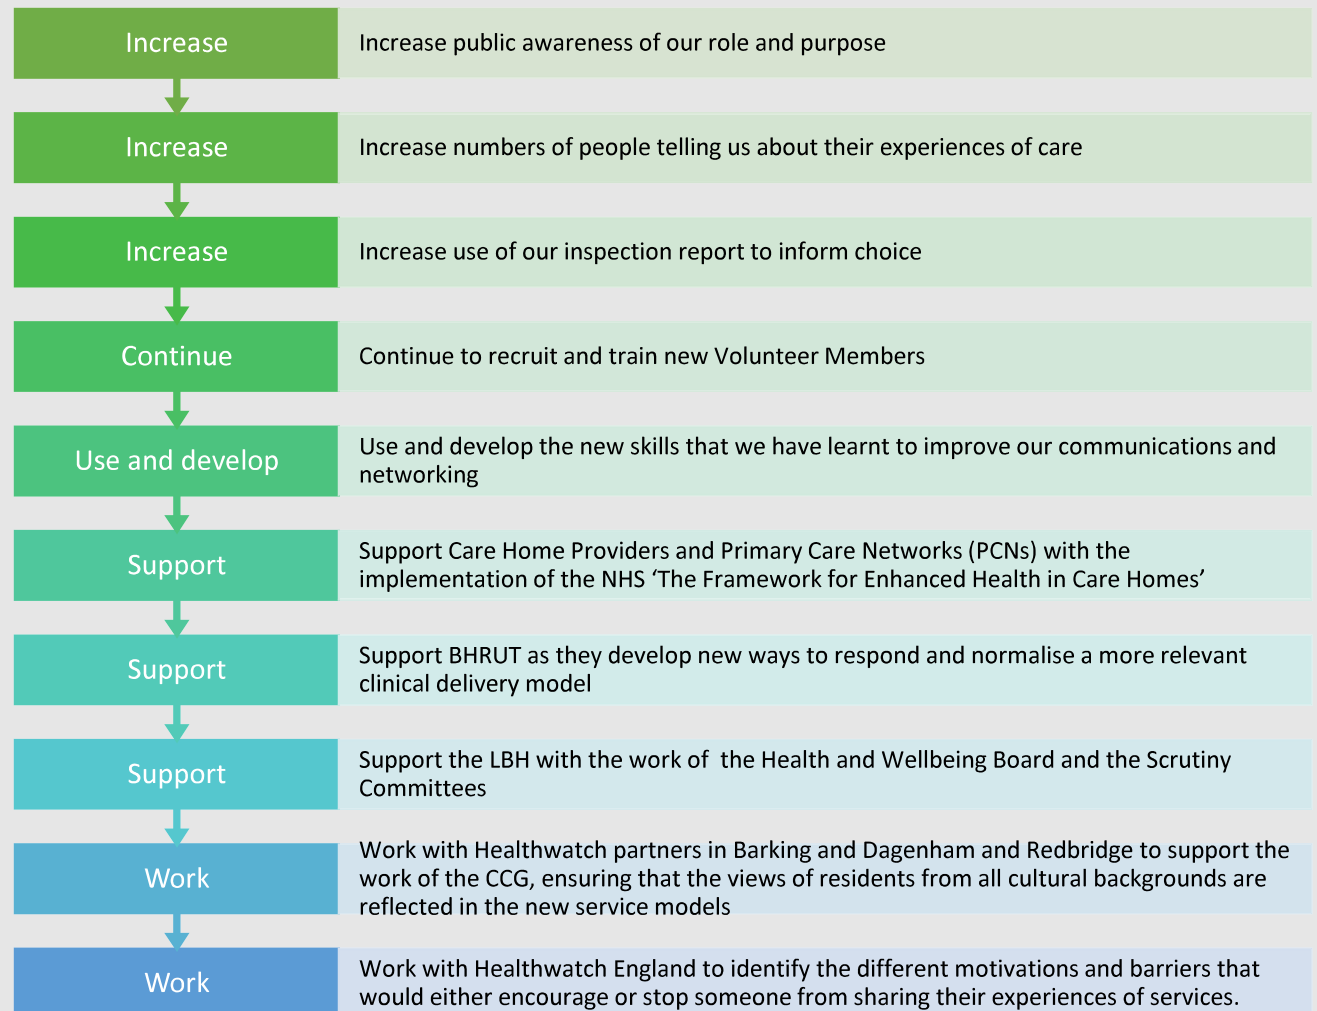 Increase
Increase public awareness of our role and purpose
Increase
Increase numbers of people telling us about their experiences of care
Increase
Increase use of our inspection report to inform choice
Continue
Continue to recruit and train new Volunteer Members
Use and develop
Use and develop the new skills that we have learnt to improve our communications and
networking
Support
Support Care Home Providers and Primary Care Networks (PCNs) with the
implementation of the NHS ‘The Framework for Enhanced Health in Care Homes’
Support
Support BHRUT as they develop new ways to respond and normalise a more relevant
clinical delivery model
Support
Support the LBH with the work of  the Health and Wellbeing Board and the Scrutiny
Committees
Work
Work with Healthwatch partners in Barking and Dagenham and Redbridge to support the
work of the CCG, ensuring that the views of residents from all cultural backgrounds are
reflected in the new service models
Work
Work with Healthwatch England to identify the different motivations and barriers that
would either encourage or stop someone from sharing their experiences of services.